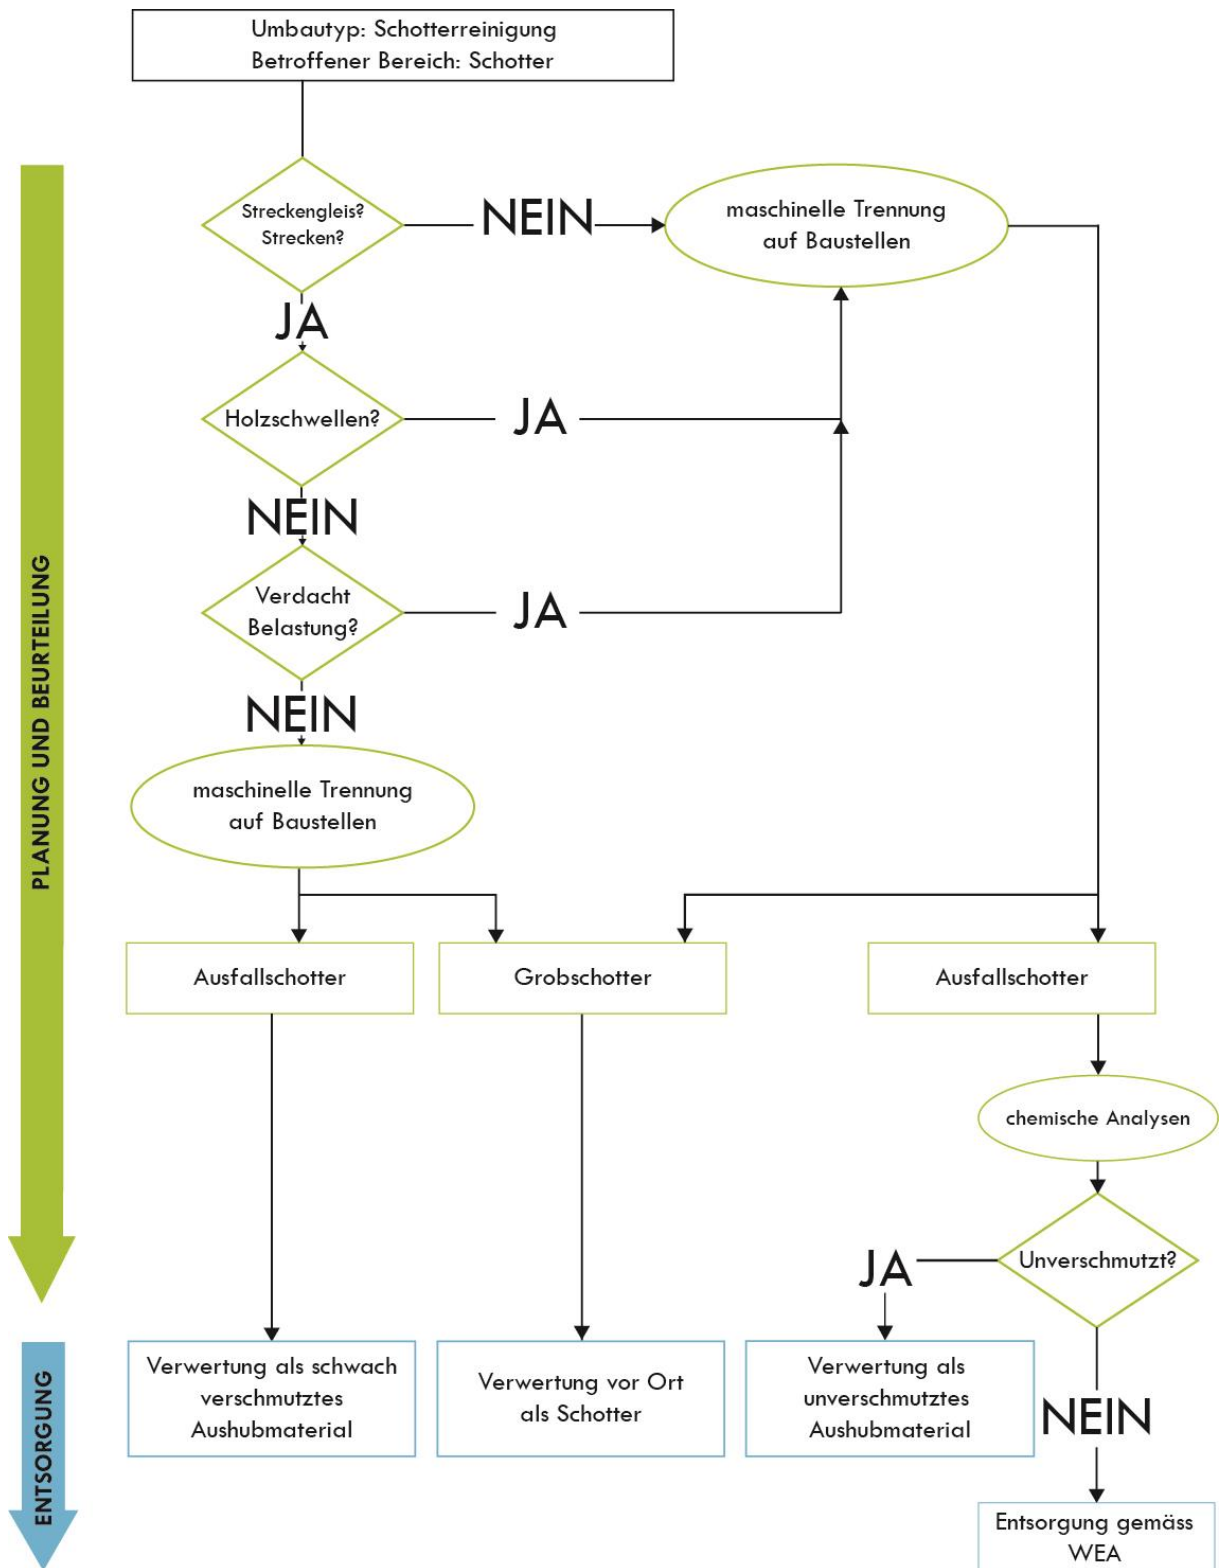 Umbautyp: Schotterreinigung
Betroffener Bereich: Schotter
Streckengleis?
Strecken?
NEIN
maschinelle Trennung
auf Baustellen
JA
Holzschwellen?
JA
NEIN
Verdacht
Belastung?
JA
NEIN
maschinelle Trennung
auf Baustellen
PLANUNG UND BEURTEILUNG
Ausfallschotter
Grobschotter
Ausfallschotter
chemische Analysen
Unverschmutzt?
JA
NEIN
ENTSORGUNG
Verwertung als schwach
verschmutztes
Aushubmaterial
Verwertung vor Ort
als Schotter
Verwertung als
unverschmutztes
Aushubmaterial
Entsorgung gemäss
WEA